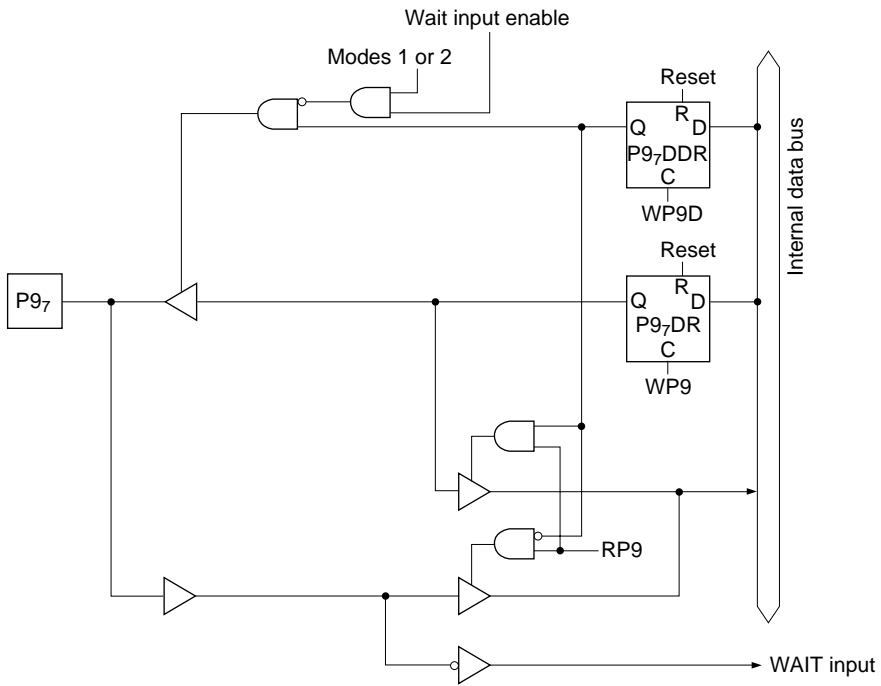 Wait input enable
Modes 1 or 2
Reset
R
Q D
P9₇DDR
C
WP9D
Internal data bus
Reset
R
P9₇ Q D
P9₇DR
C
WP9
RP9
WAIT input